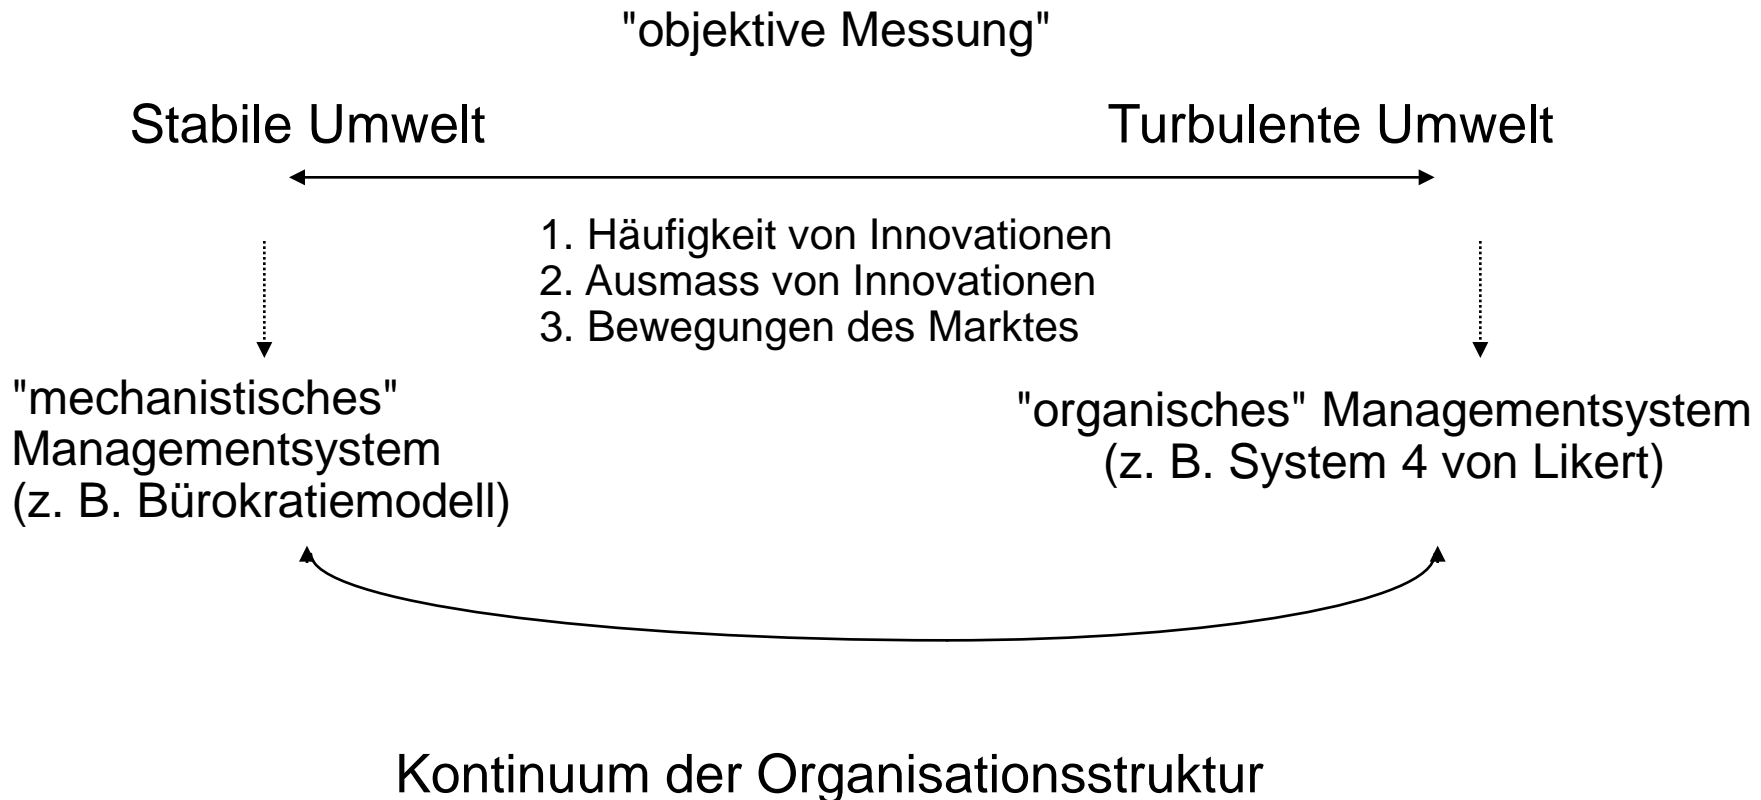 "objektive Messung"
Stabile Umwelt
Turbulente Umwelt
1. Häufigkeit von Innovationen
2. Ausmass von Innovationen
3. Bewegungen des Marktes
"mechanistisches"
Managementsystem
(z. B. Bürokratiemodell)
"organisches" Managementsystem
(z. B. System 4 von Likert)
Kontinuum der Organisationsstruktur